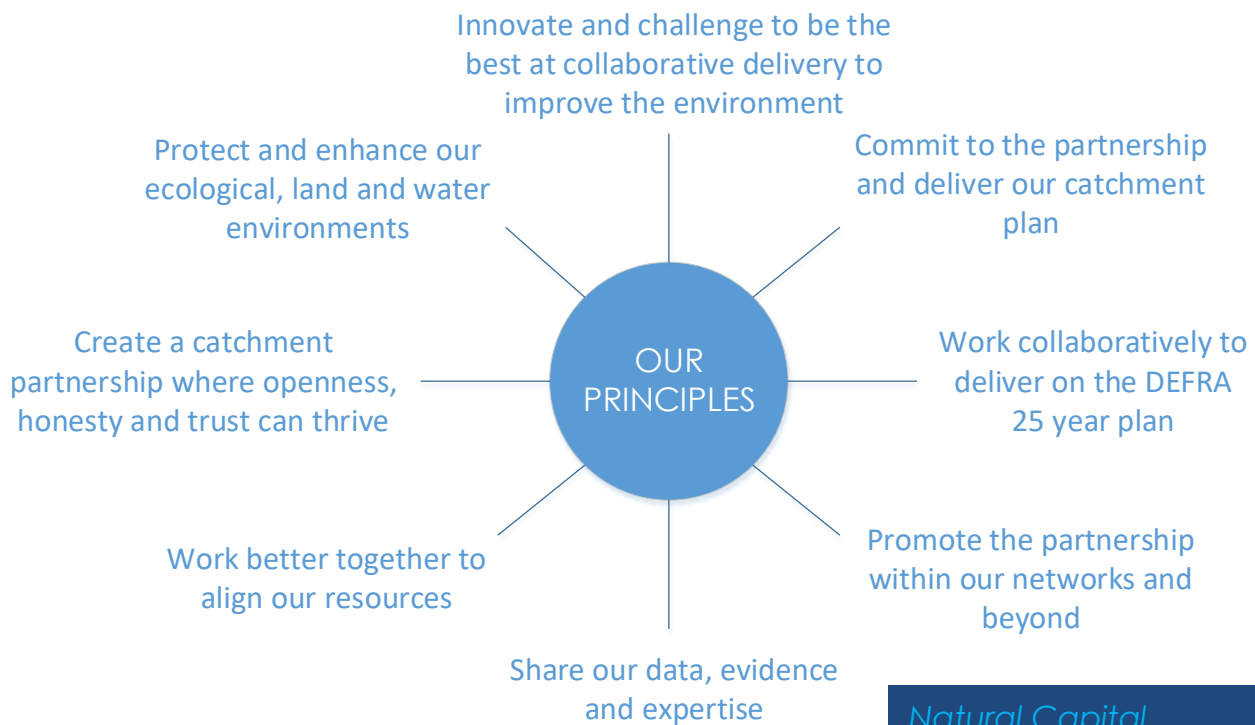 Innovate and challenge to be the
best at collaborative delivery to
improve the environment
Commit to the partnership
and deliver our catchment
plan
Work collaboratively to
deliver on the DEFRA
25 year plan
Promote the partnership
within our networks and
beyond
Share our data, evidence
and expertise
Work better together to
align our resources
Create a catchment
partnership where openness,
honesty and trust can thrive
Protect and enhance our
ecological, land and water
environments
OUR
PRINCIPLES
Natural Capital